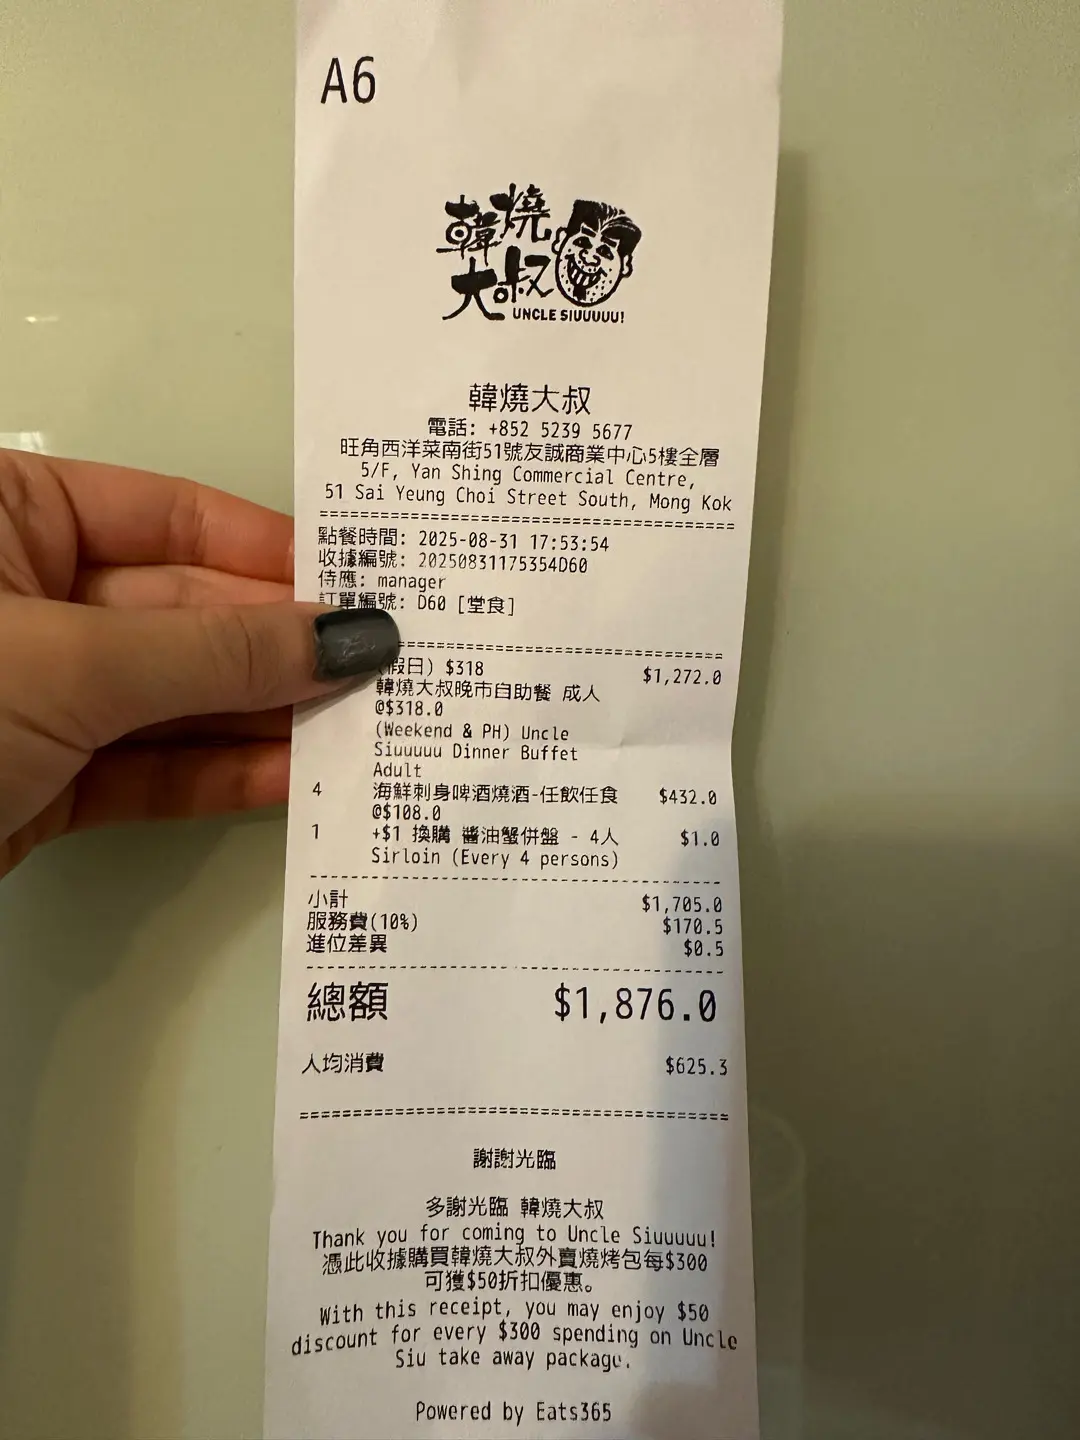 A6
韓燒
大叔
UNCLE SIUUUUU!
韓燒大叔
電話: +852 5239 5677
旺角西洋菜南街51號友誠商業中心5樓全層
5/F, Yan Shing Commercial Centre,
51 Sai Yeung Choi Street South, Mong Kok
點餐時間: 2025-08-31 17:53:54
收據編號: 20250831175354D60
侍應: manager
訂單編號: D60 [堂食]
(假日) $318 $1,272.0
韓燒大叔晚市自助餐 成人
@$318.0
(Weekend & PH) Uncle
Siuuuuu Dinner Buffet
Adult
4 海鮮刺身啤酒燒酒-任飲任食 $432.0
@$108.0
1 +$1 換購 醬油蟹併盤 - 4人 $1.0
Sirloin (Every 4 persons)
小計 $1,705.0
服務費(10%) $170.5
進位差異 $0.5
總額 $1,876.0
人均消費 $625.3
謝謝光臨
多謝光臨 韓燒大叔
Thank you for coming to Uncle Siuuuuu!
憑此收據購買韓燒大叔外賣燒烤包每$300
可獲$50折扣優惠。
With this receipt, you may enjoy $50
discount for every $300 spending on Uncle
Siu take away package.
Powered by Eats365